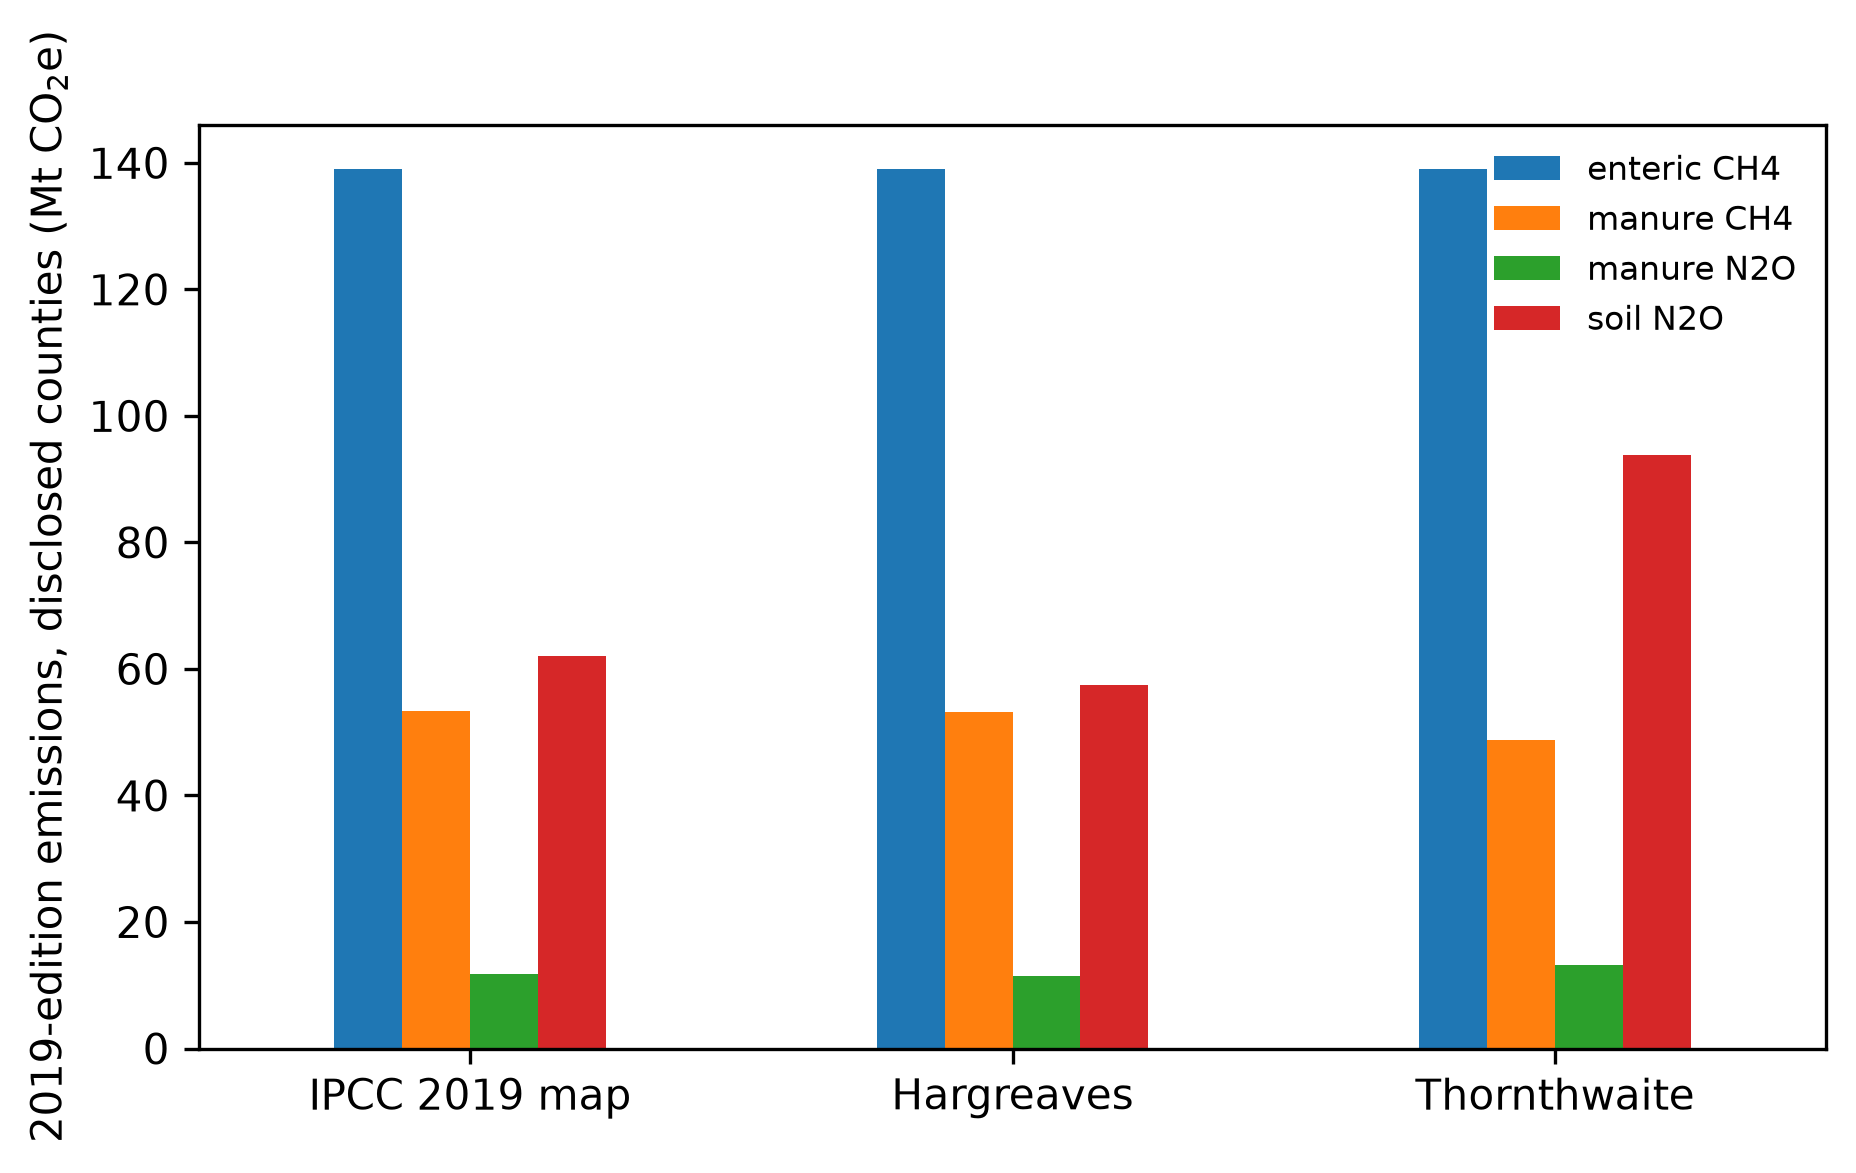 2019-edition emissions, disclosed counties (Mt CO₂e)
140
120
100
80
60
40
20
0
enteric CH4
manure CH4
manure N2O
soil N2O
IPCC 2019 map
Hargreaves
Thornthwaite